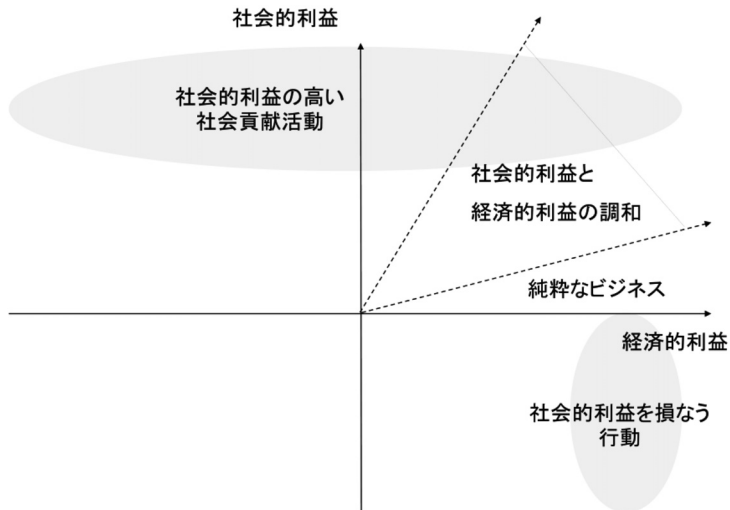 社会的利益
社会的利益の高い
社会貢献活動
社会的利益と
経済的利益の調和
純粋なビジネス
経済的利益
社会的利益を損なう
行動